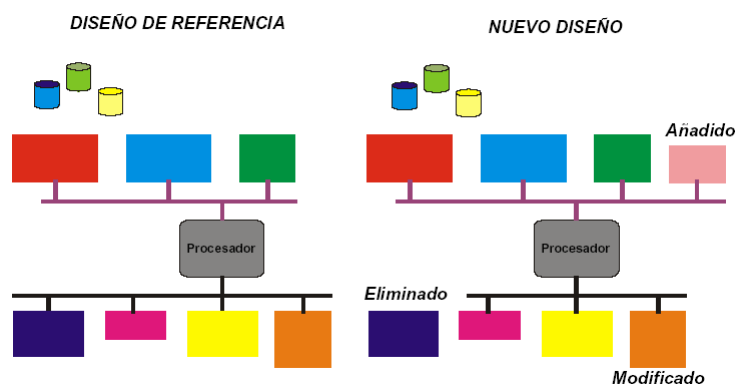 DISEÑO DE REFERENCIA
NUEVO DISEÑO
Añadido
Procesador
Procesador
Eliminado
Modificado